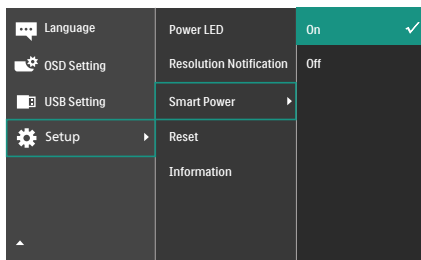 Language
OSD Setting
USB Setting
Setup
Power LED
Resolution Notification
Smart Power
Reset
Information
On
Off